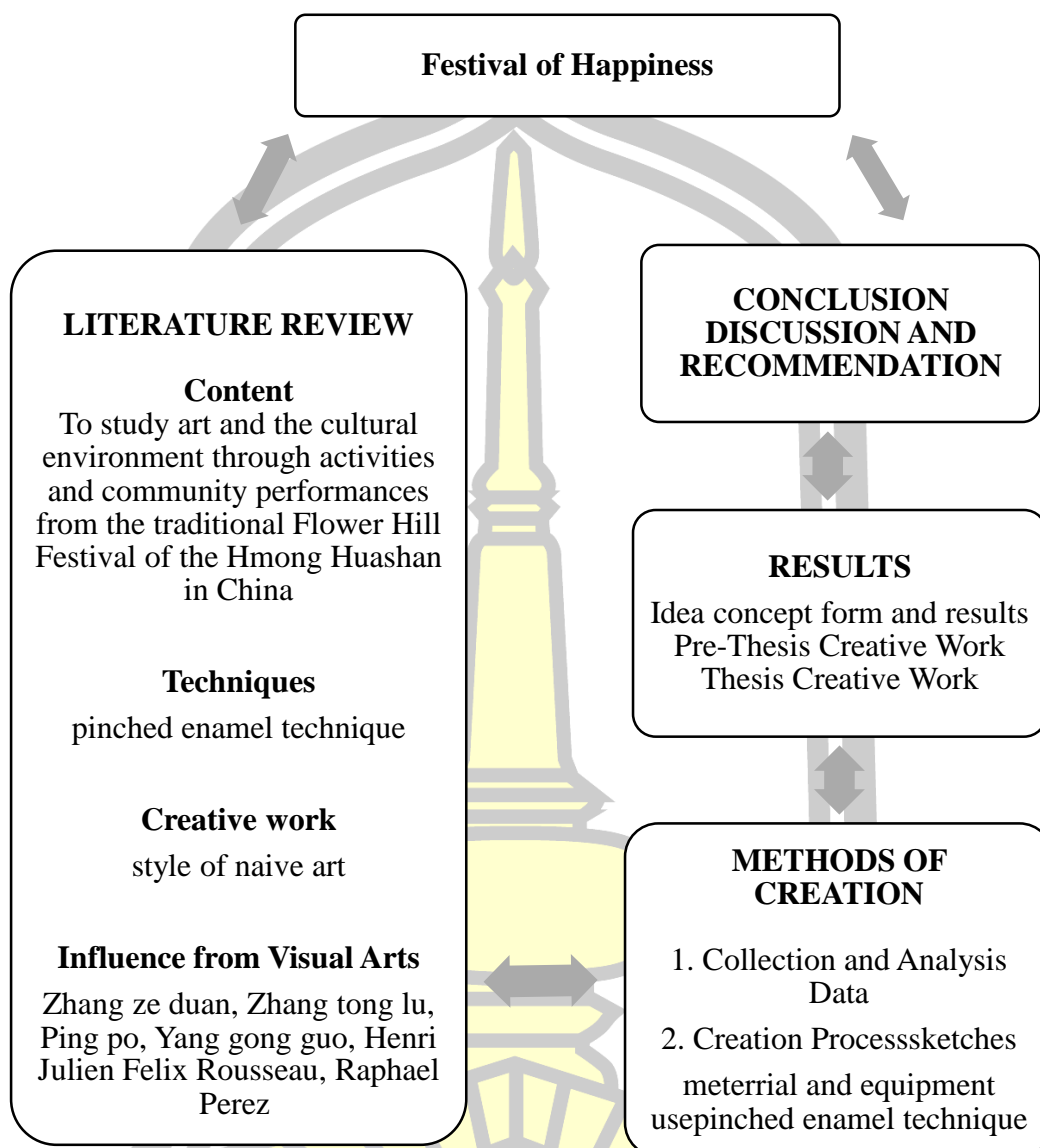 Festival of Happiness
LITERATURE REVIEW
Content
To study art and the cultural
environment through activities
and community performances
from the traditional Flower Hill
Festival of the Hmong Huashan
in China
Techniques
pinched enamel technique
Creative work
style of naive art
Influence from Visual Arts
Zhang ze duan, Zhang tong lu,
Ping po, Yang gong guo, Henri
Julien Felix Rousseau, Raphael
Perez
CONCLUSION
DISCUSSION AND
RECOMMENDATION
RESULTS
Idea concept form and results
Pre-Thesis Creative Work
Thesis Creative Work
METHODS OF
CREATION
1. Collection and Analysis
Data
2. Creation Processsketches
meterrial and equipment
usepinched enamel technique